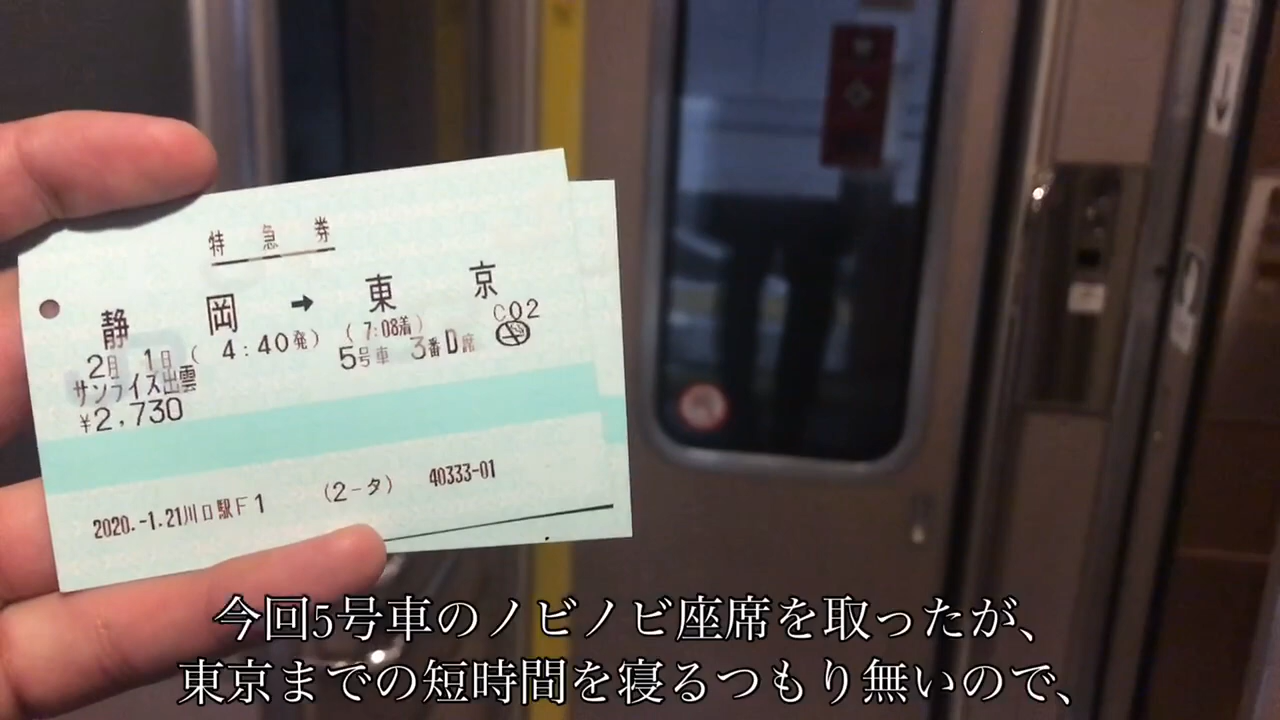 特急券
静岡 → 東京
2月 1日 ( 4:40発) ( 7:08着) C02
サンライズ出雲 5号車 3番D席
¥2,730
2020.-1.21川口駅F1 (2-タ) 40333-01
今回5号車のノビノビ座席を取ったが、
東京までの短時間を寝るつもり無いので、